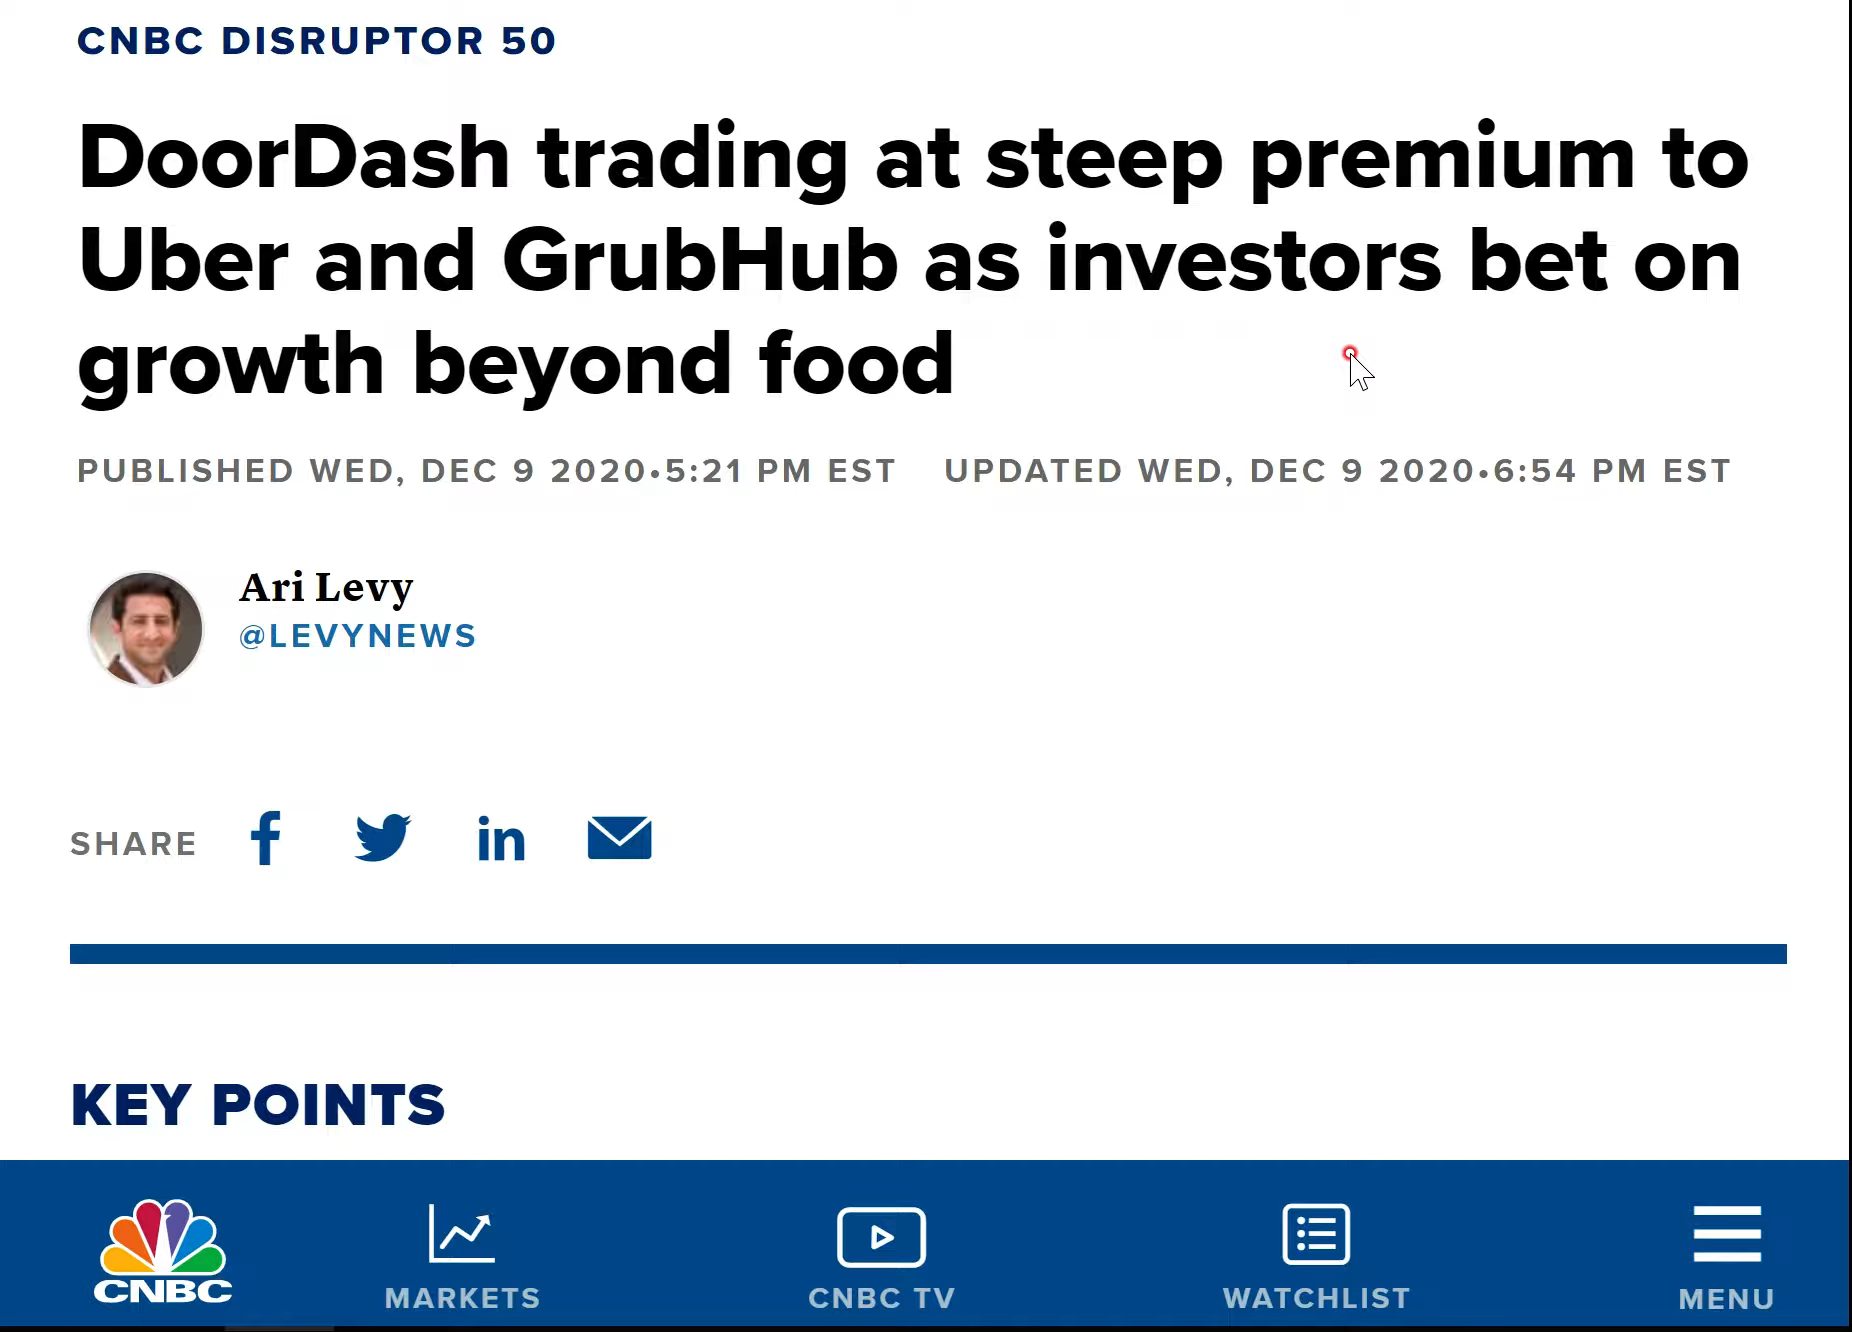 CNBC DISRUPTOR 50
DoorDash trading at steep premium to
Uber and GrubHub as investors bet on
growth beyond food
PUBLISHED WED, DEC 9 2020•5:21 PM EST UPDATED WED, DEC 9 2020•6:54 PM EST
Ari Levy
@LEVYNEWS
SHARE
KEY POINTS
CNBC MARKETS CNBC TV WATCHLIST MENU